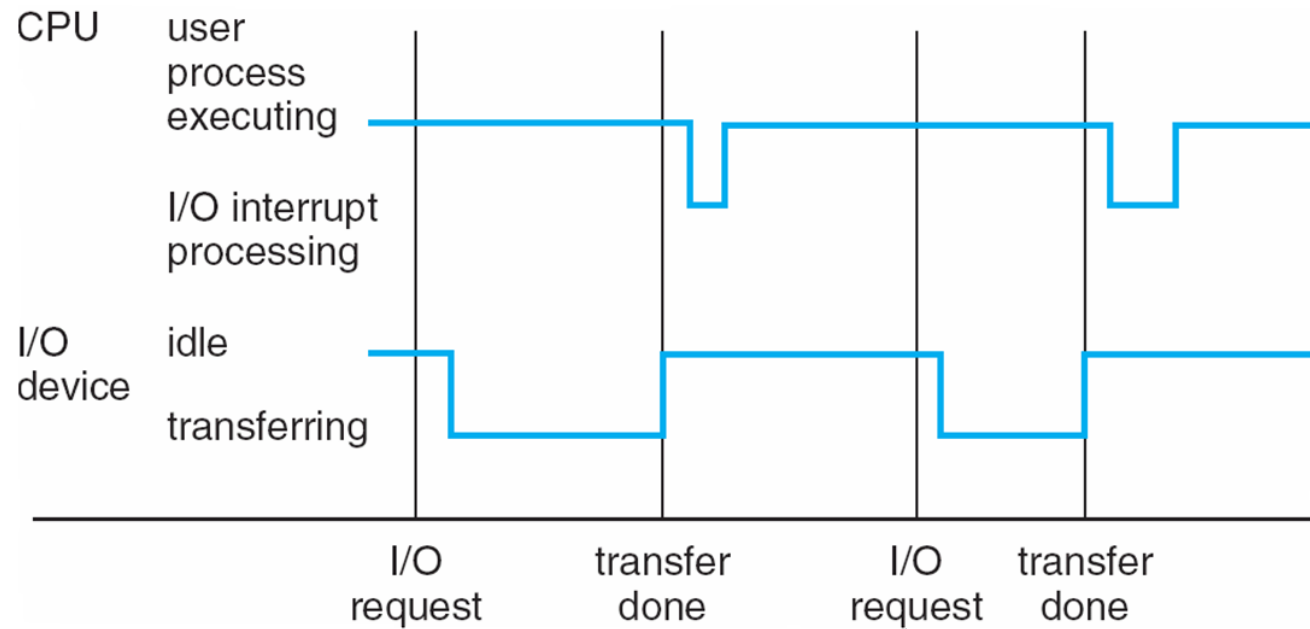 CPU
user
process
executing
I/O interrupt
processing
I/O
device
idle
transferring
I/O
request
transfer
done
I/O
request
transfer
done